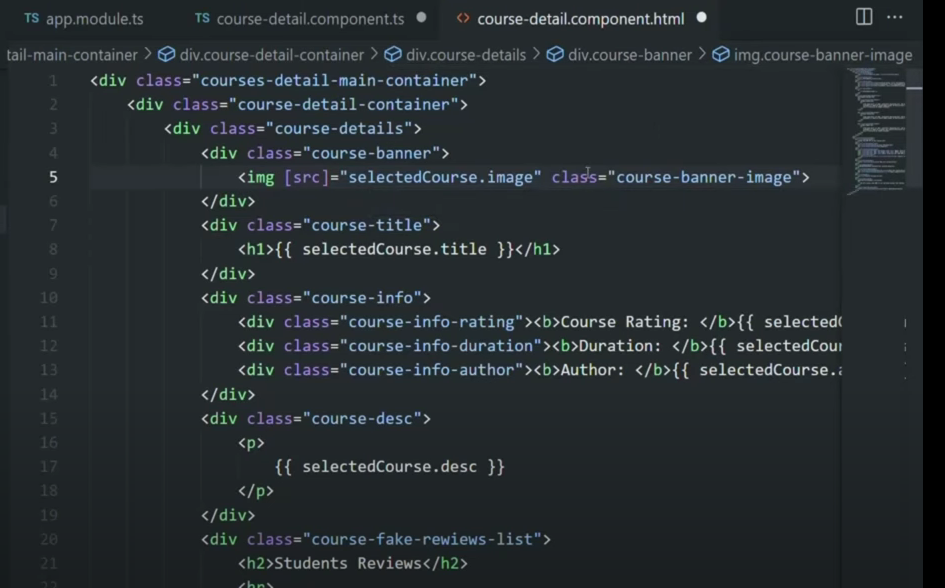 TS app.module.ts TS course-detail.component.ts ● <> course-detail.component.html ● ...
tail-main-container > div.course-detail-container > div.course-details > div.course-banner > img.course-banner-image
1 <div class="courses-detail-main-container">
2 <div class="course-detail-container">
3 <div class="course-details">
4 <div class="course-banner">
5 <img [src]="selectedCourse.image" class="course-banner-image">
6 </div>
7 <div class="course-title">
8 <h1>{{ selectedCourse.title }}</h1>
9 </div>
10 <div class="course-info">
11 <div class="course-info-rating"><b>Course Rating: </b>{{ selected
12 <div class="course-info-duration"><b>Duration: </b>{{ selectedCour
13 <div class="course-info-author"><b>Author: </b>{{ selectedCourse.a
14 </div>
15 <div class="course-desc">
16 <p>
17 {{ selectedCourse.desc }}
18 </p>
19 </div>
20 <div class="course-fake-rewiews-list">
21 <h2>Students Reviews</h2>
22 <hr>